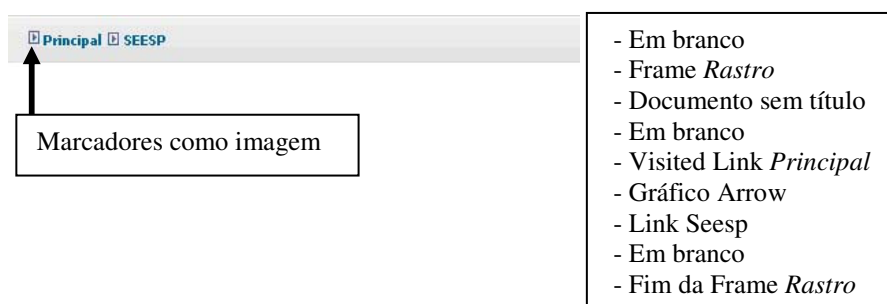 Principal SEESP
Marcadores como imagem
- Em branco
- Frame Rastro
- Documento sem título
- Em branco
- Visited Link Principal
- Gráfico Arrow
- Link Seesp
- Em branco
- Fim da Frame Rastro